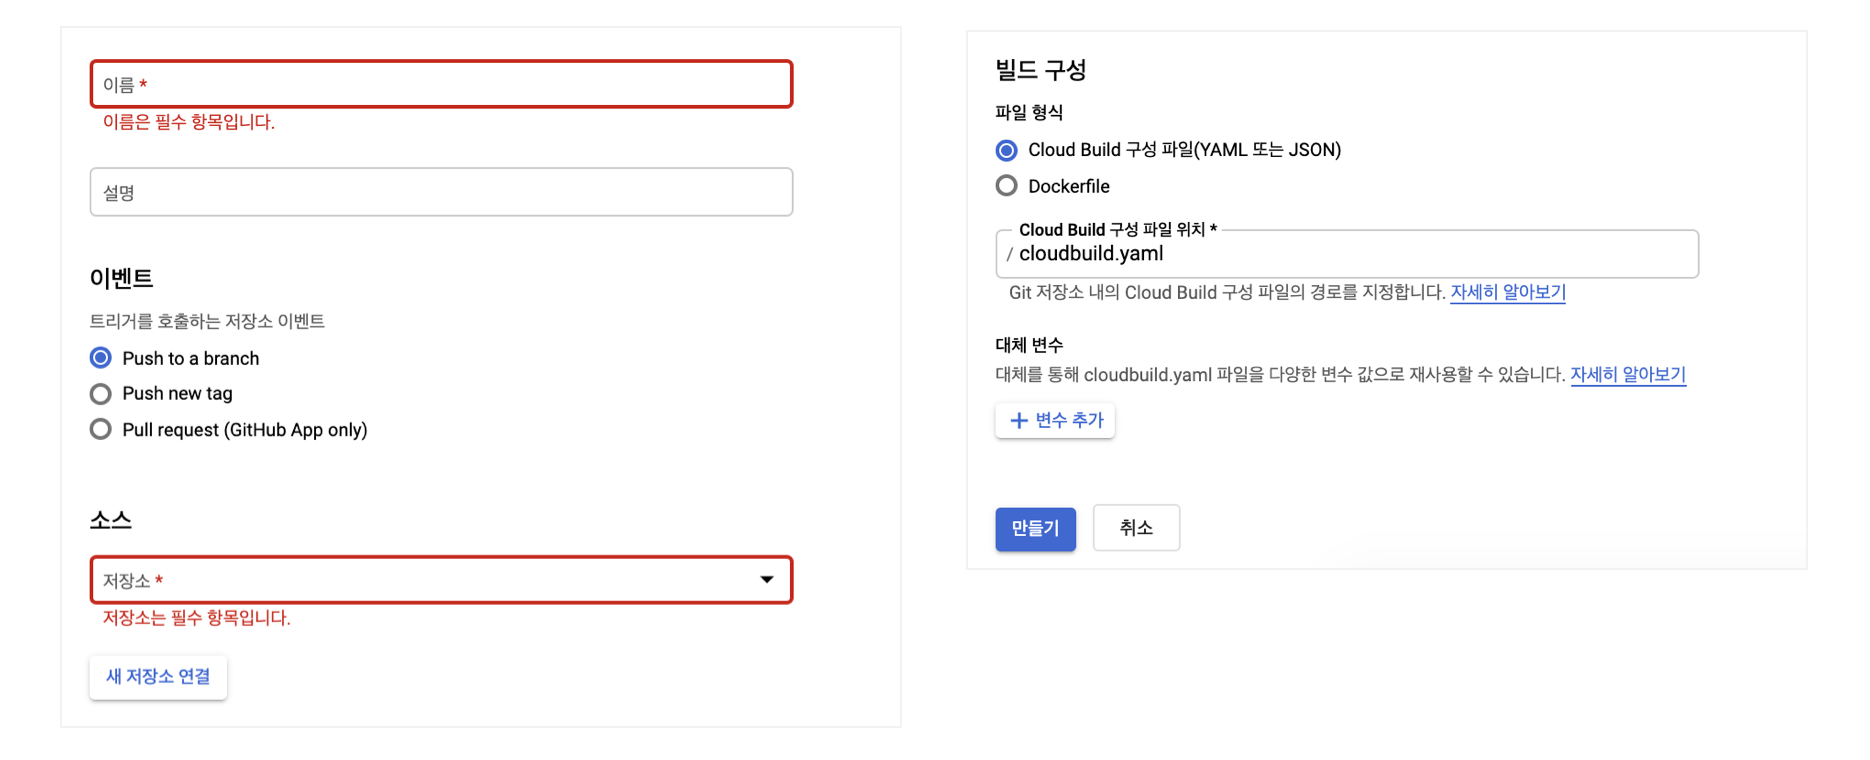 이름 *
이름은 필수 항목입니다.
설명
이벤트
트리거를 호출하는 저장소 이벤트
Push to a branch
Push new tag
Pull request (GitHub App only)
소스
저장소 *
저장소는 필수 항목입니다.
새 저장소 연결
빌드 구성
파일 형식
Cloud Build 구성 파일(YAML 또는 JSON)
Dockerfile
Cloud Build 구성 파일 위치 *
/ cloudbuild.yaml
Git 저장소 내의 Cloud Build 구성 파일의 경로를 지정합니다. 자세히 알아보기
대체 변수
대체를 통해 cloudbuild.yaml 파일을 다양한 변수 값으로 재사용할 수 있습니다. 자세히 알아보기
+ 변수 추가
만들기 취소